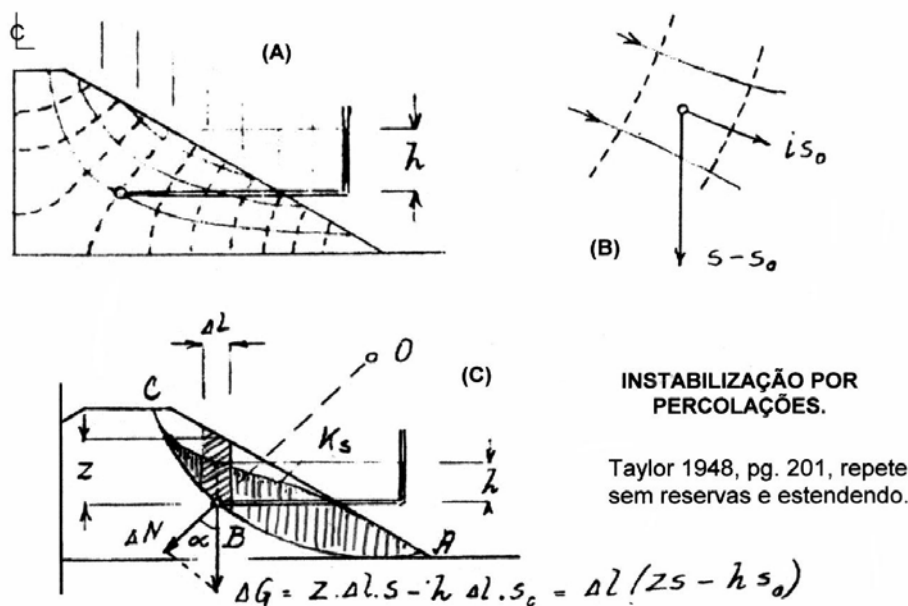 ℄
(A)
h
i s₀
(B)
s - s₀
Δl
O
(C)
C
Ks
z
h
ΔN
α
B
A
ΔG = z.Δl.s - h Δl.s₀ = Δl (zs - h s₀)
INSTABILIZAÇÃO POR
PERCOLAÇÕES.
Taylor 1948, pg. 201, repete
sem reservas e estendendo.